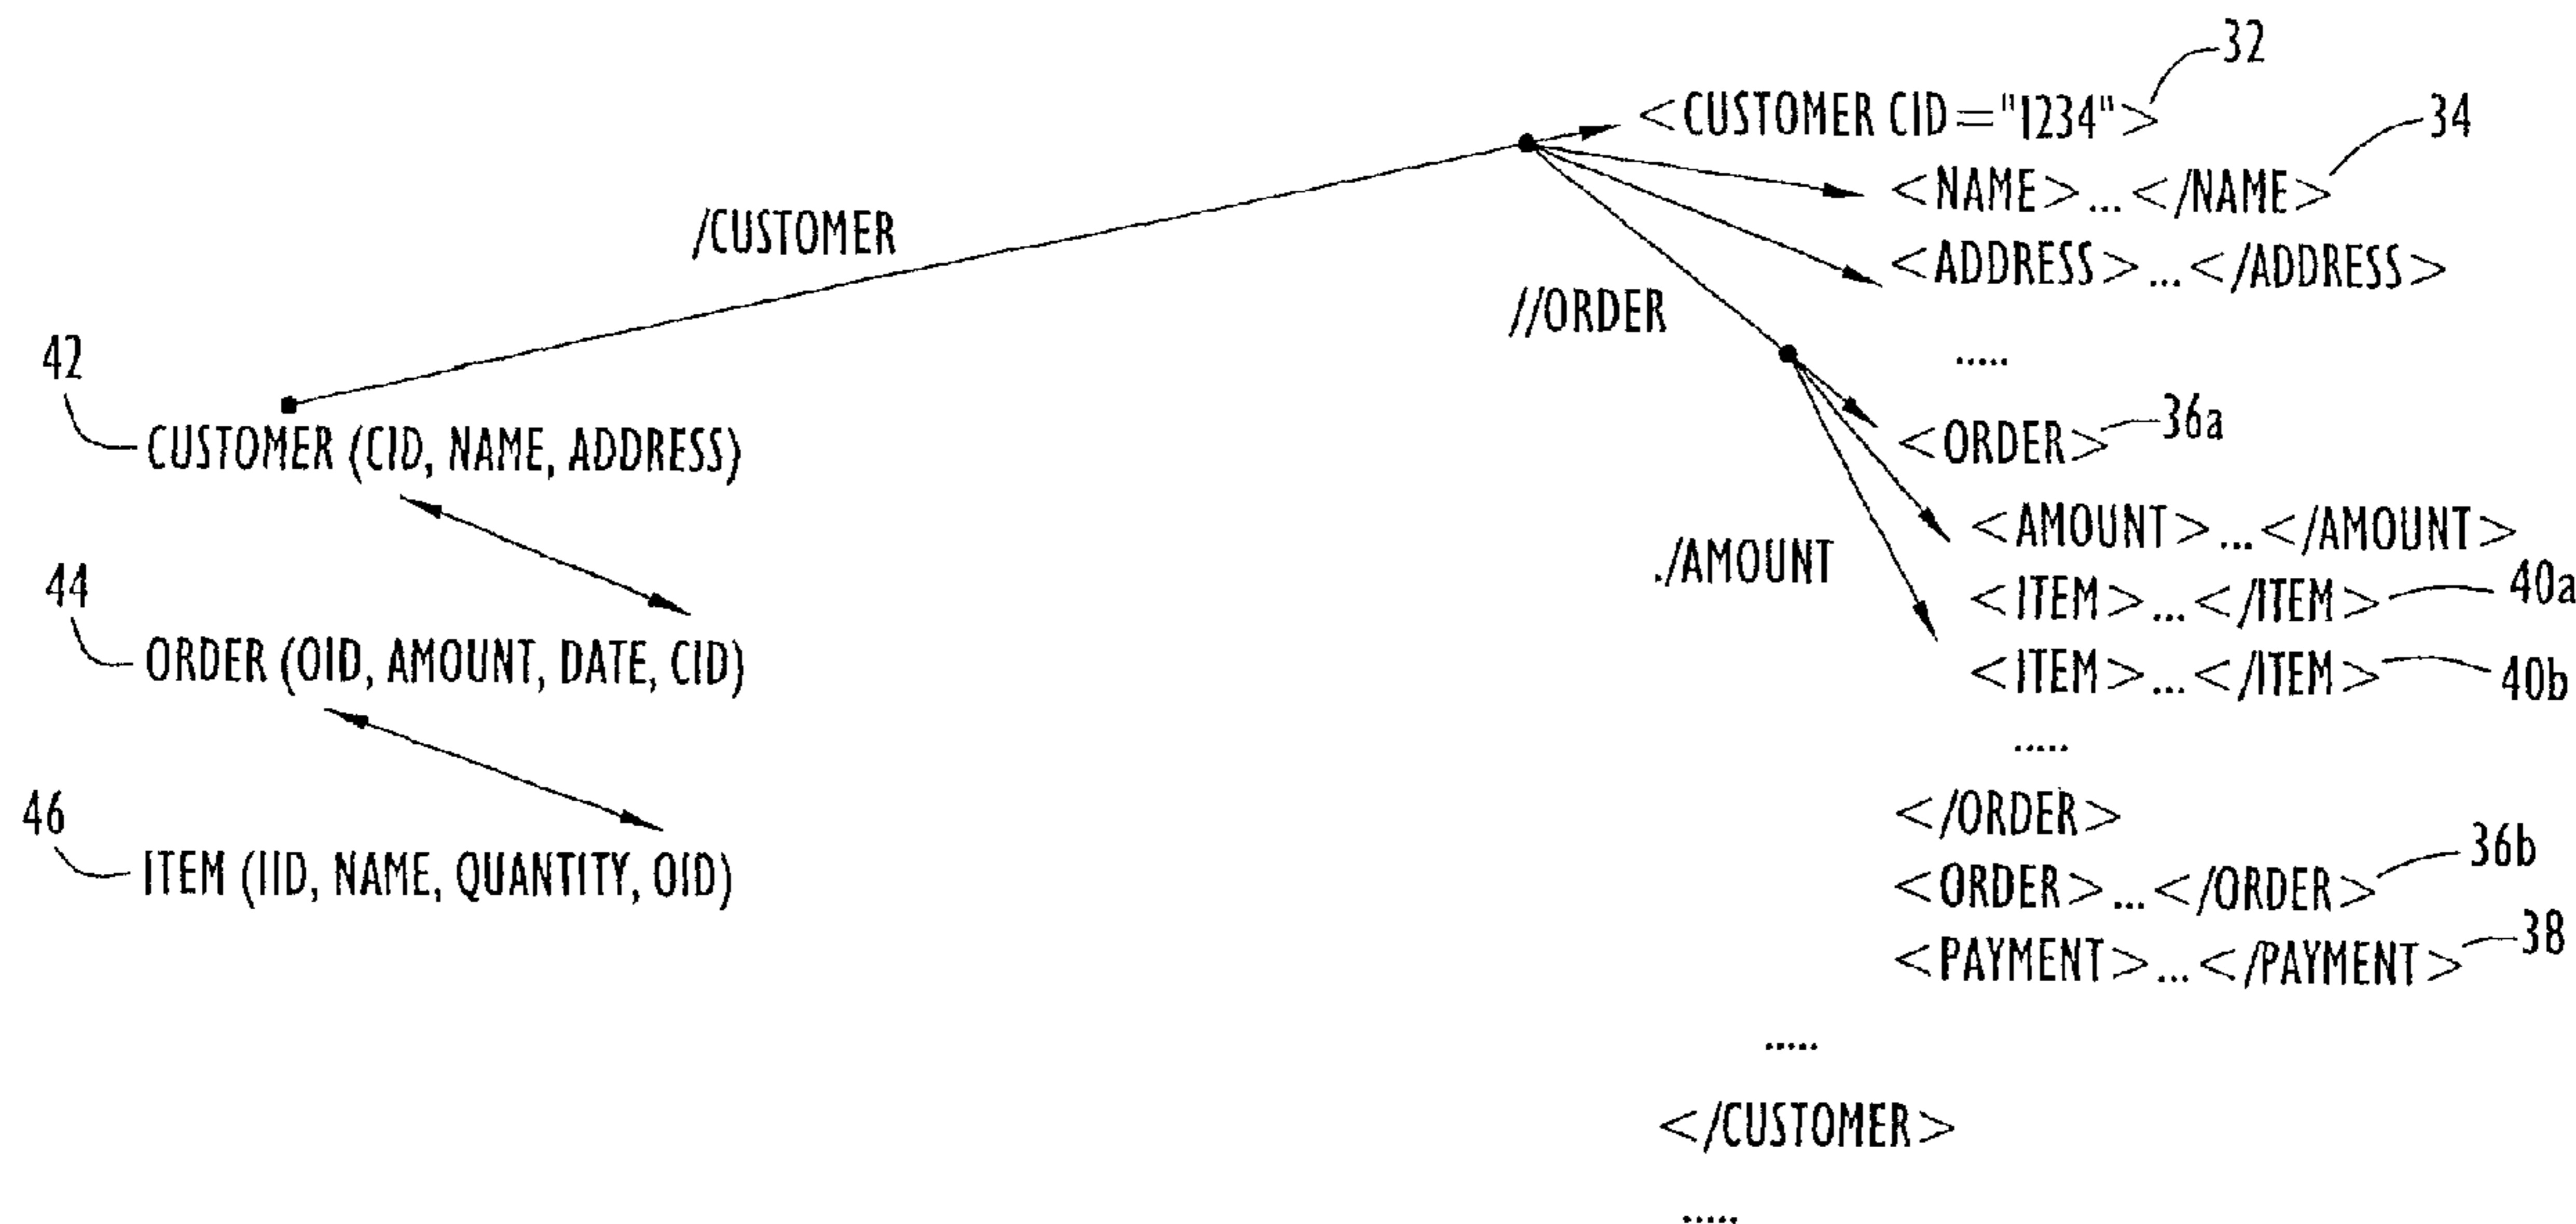 32
<CUSTOMER CID="1234">
34
<NAME>...</NAME>
/CUSTOMER
<ADDRESS>...</ADDRESS>
//ORDER
.....
42
CUSTOMER (CID, NAME, ADDRESS)
<ORDER>
36a
<AMOUNT>...</AMOUNT>
./AMOUNT
44
<ITEM>...</ITEM>
40a
ORDER (OID, AMOUNT, DATE, CID)
<ITEM>...</ITEM>
40b
.....
46
</ORDER>
ITEM (IID, NAME, QUANTITY, OID)
<ORDER>...</ORDER>
36b
<PAYMENT>...</PAYMENT>
38
.....
</CUSTOMER>
.....